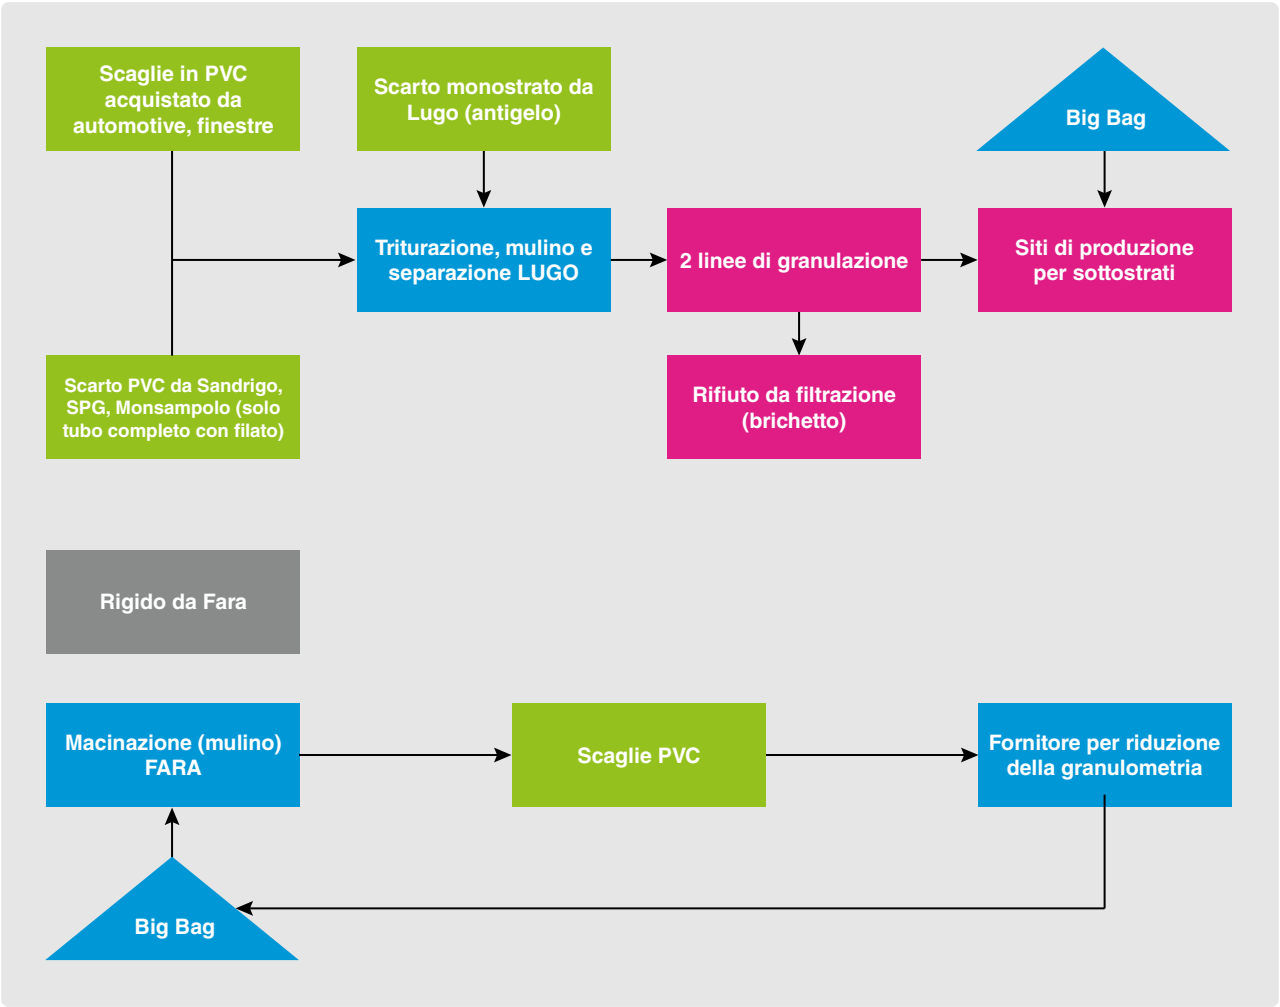 Scaglie in PVC
acquistato da
automotive, finestre
Scarto monostrato da
Lugo (antigelo)
Big Bag
Triturazione, mulino e
separazione LUGO
2 linee di granulazione
Siti di produzione
per sottostrati
Scarto PVC da Sandrigo,
SPG, Monsampolo (solo
tubo completo con filato)
Rifiuto da filtrazione
(brichetto)
Rigido da Fara
Macinazione (mulino)
FARA
Scaglie PVC
Fornitore per riduzione
della granulometria
Big Bag